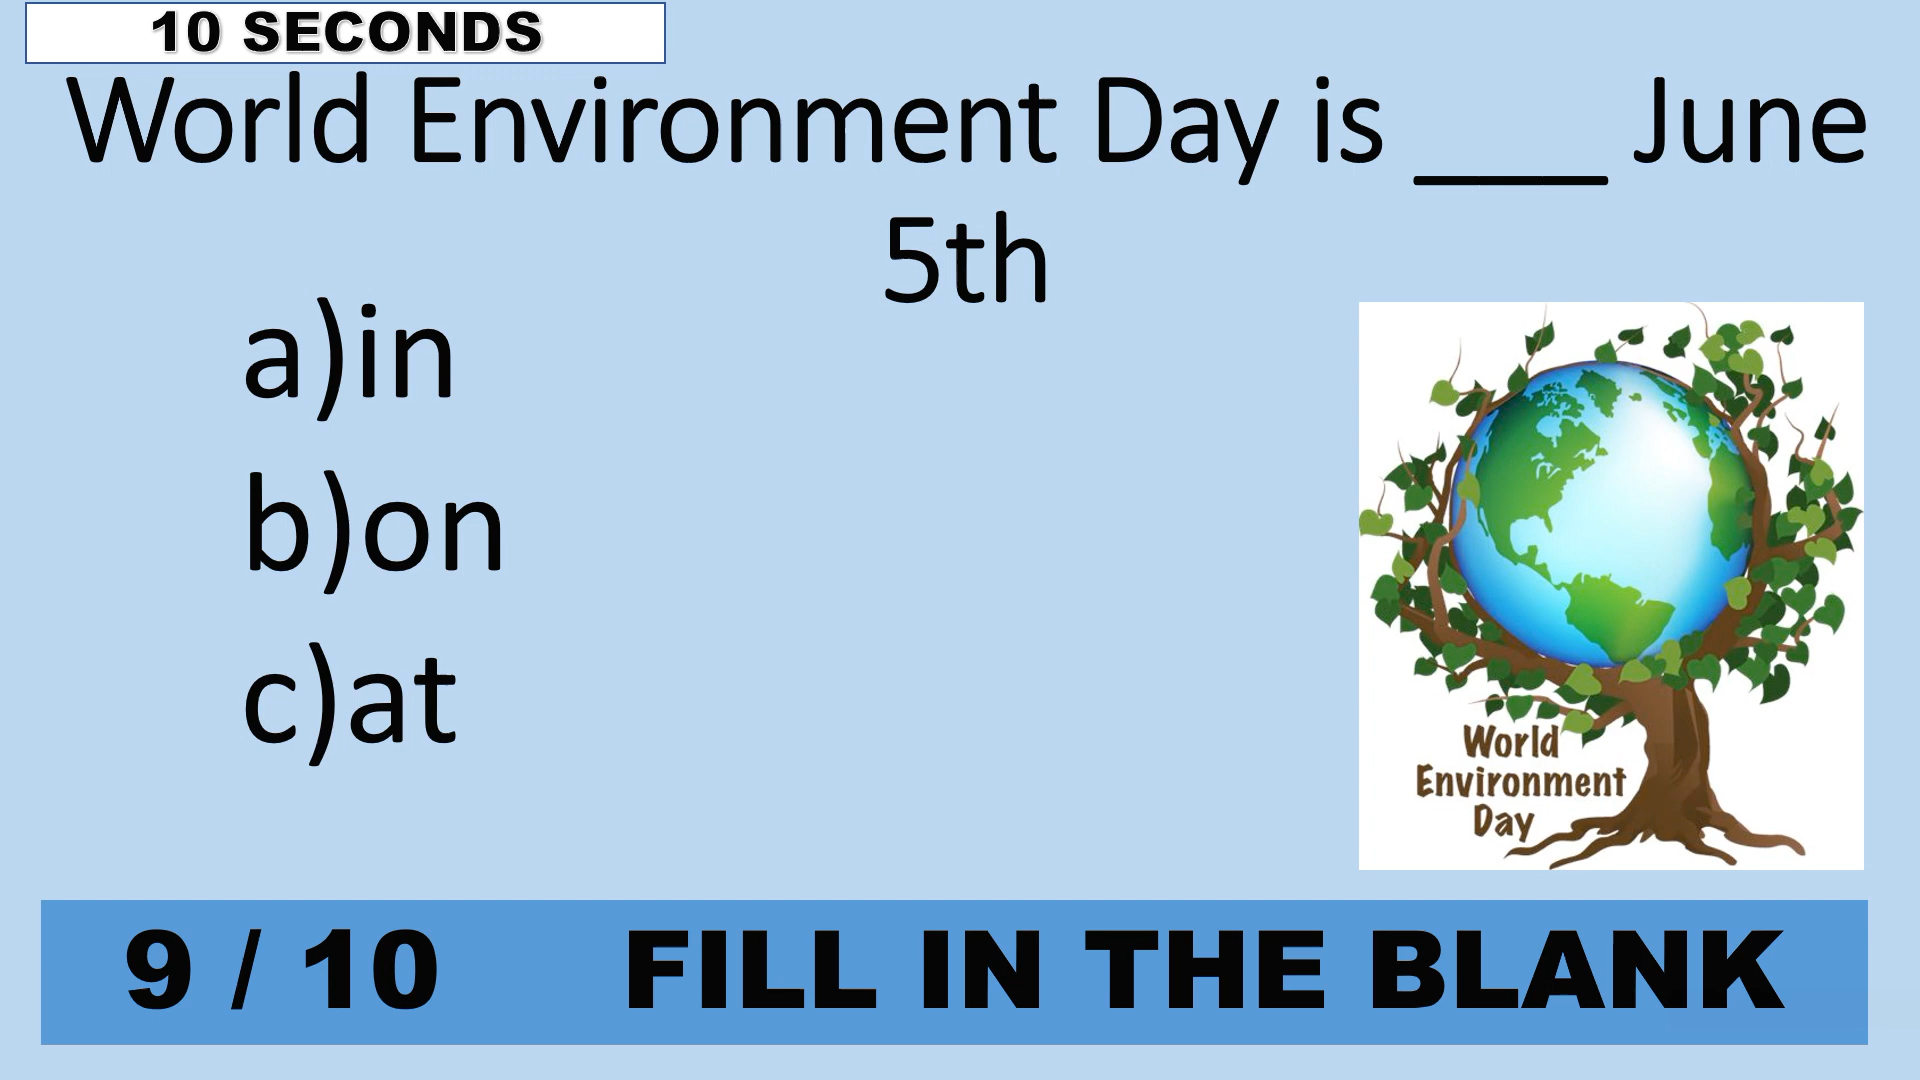 10 SECONDS
World Environment Day is ___ June
5th
a)in
b)on
c)at
World
Environment
Day
9 / 10 FILL IN THE BLANK